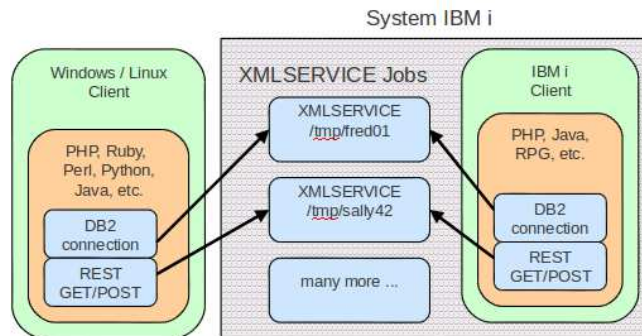 System IBM i
Windows / Linux
Client
PHP, Ruby,
Perl, Python,
Java, etc.
DB2
connection
REST
GET/POST
XMLSERVICE Jobs
XMLSERVICE
/tmp/fred01
XMLSERVICE
/tmp/sally42
many more ...
IBM i
Client
PHP, Java,
RPG, etc.
DB2
connection
REST
GET/POST